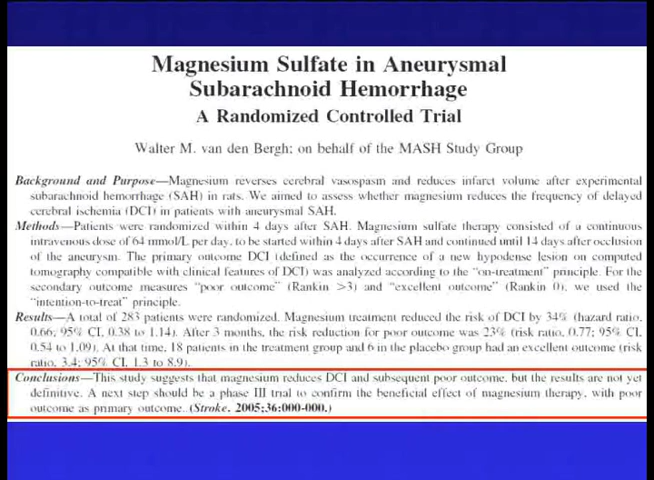 Magnesium Sulfate in Aneurysmal
Subarachnoid Hemorrhage
A Randomized Controlled Trial
Walter M. van den Bergh; on behalf of the MASH Study Group
Background and Purpose—Magnesium reverses cerebral vasospasm and reduces infarct volume after experimental
subarachnoid hemorrhage (SAH) in rats. We aimed to assess whether magnesium reduces the frequency of delayed
cerebral ischemia (DCI) in patients with aneurysmal SAH.
Methods—Patients were randomized within 4 days after SAH. Magnesium sulfate therapy consisted of a continuous
intravenous dose of 64 mmol/L per day, to be started within 4 days after SAH and continued until 14 days after occlusion
of the aneurysm. The primary outcome DCI (defined as the occurrence of a new hypodense lesion on computed
tomography compatible with clinical features of DCI) was analyzed according to the “on-treatment” principle. For the
secondary outcome measures “poor outcome” (Rankin >3) and “excellent outcome” (Rankin 0), we used the
“intention-to-treat” principle.
Results—A total of 283 patients were randomized. Magnesium treatment reduced the risk of DCI by 34% (hazard ratio,
0.66; 95% CI, 0.38 to 1.14). After 3 months, the risk reduction for poor outcome was 23% (risk ratio, 0.77; 95% CI,
0.54 to 1.09). At that time, 18 patients in the treatment group and 6 in the placebo group had an excellent outcome (risk
ratio, 3.4; 95% CI, 1.3 to 8.9).
Conclusions—This study suggests that magnesium reduces DCI and subsequent poor outcome, but the results are not yet
definitive. A next step should be a phase III trial to confirm the beneficial effect of magnesium therapy, with poor
outcome as primary outcome. (Stroke. 2005;36:000-000.)